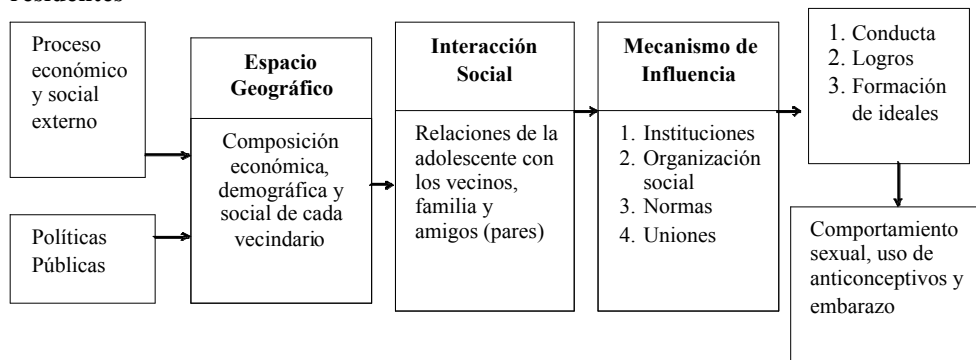 residentes
Proceso
económico
y social
externo
Políticas
Públicas
Espacio
Geográfico
Composición
económica,
demográfica y
social de cada
vecindario
Interacción
Social
Relaciones de la
adolescente con
los vecinos,
familia y
amigos (pares)
Mecanismo de
Influencia
1. Instituciones
2. Organización
social
3. Normas
4. Uniones
1. Conducta
2. Logros
3. Formación
de ideales
Comportamiento
sexual, uso de
anticonceptivos y
embarazo